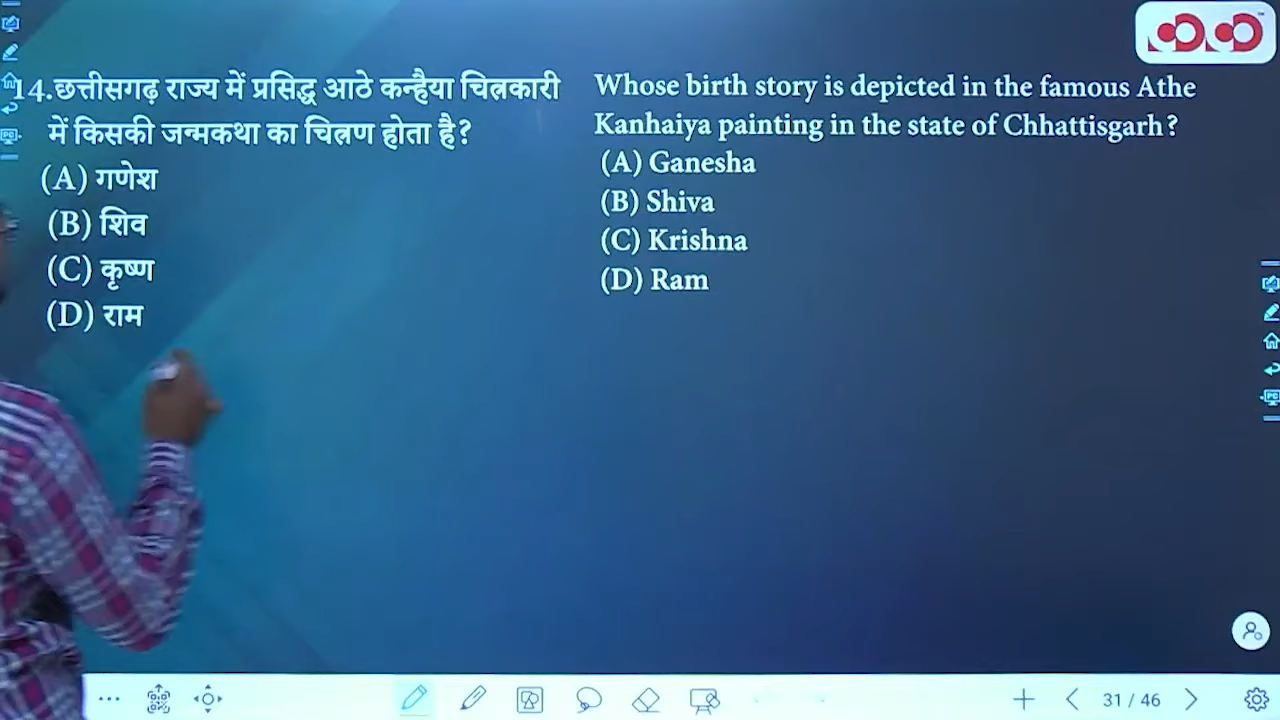 14.छत्तीसगढ़ राज्य में प्रसिद्ध आठे कन्हैया चित्रकारी
में किसकी जन्मकथा का चित्रण होता है?
(A) गणेश
(B) शिव
(C) कृष्ण
(D) राम
Whose birth story is depicted in the famous Athe
Kanhaiya painting in the state of Chhattisgarh?
(A) Ganesha
(B) Shiva
(C) Krishna
(D) Ram
31 / 46